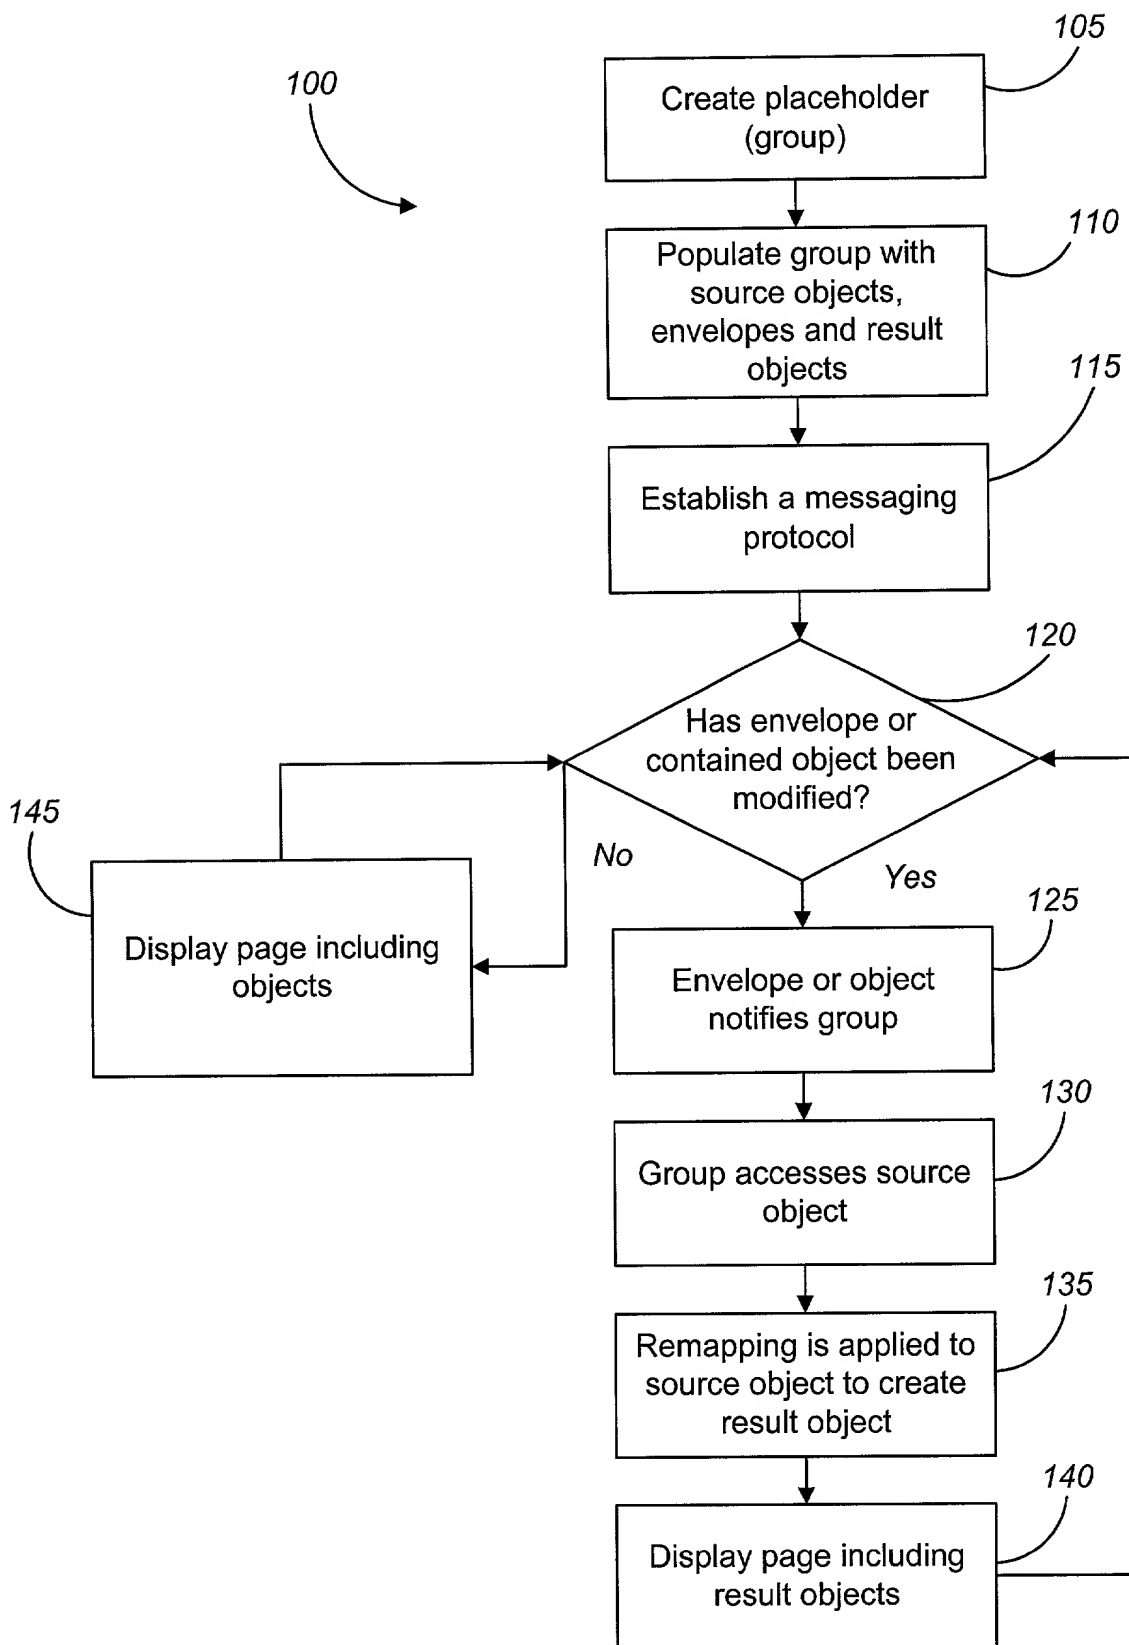 105
100
Create placeholder
(group)
110
Populate group with
source objects,
envelopes and result
objects
115
Establish a messaging
protocol
120
Has envelope or
contained object been
modified?
145
No
Yes
125
Display page including
objects
Envelope or object
notifies group
130
Group accesses source
object
135
Remapping is applied to
source object to create
result object
140
Display page including
result objects